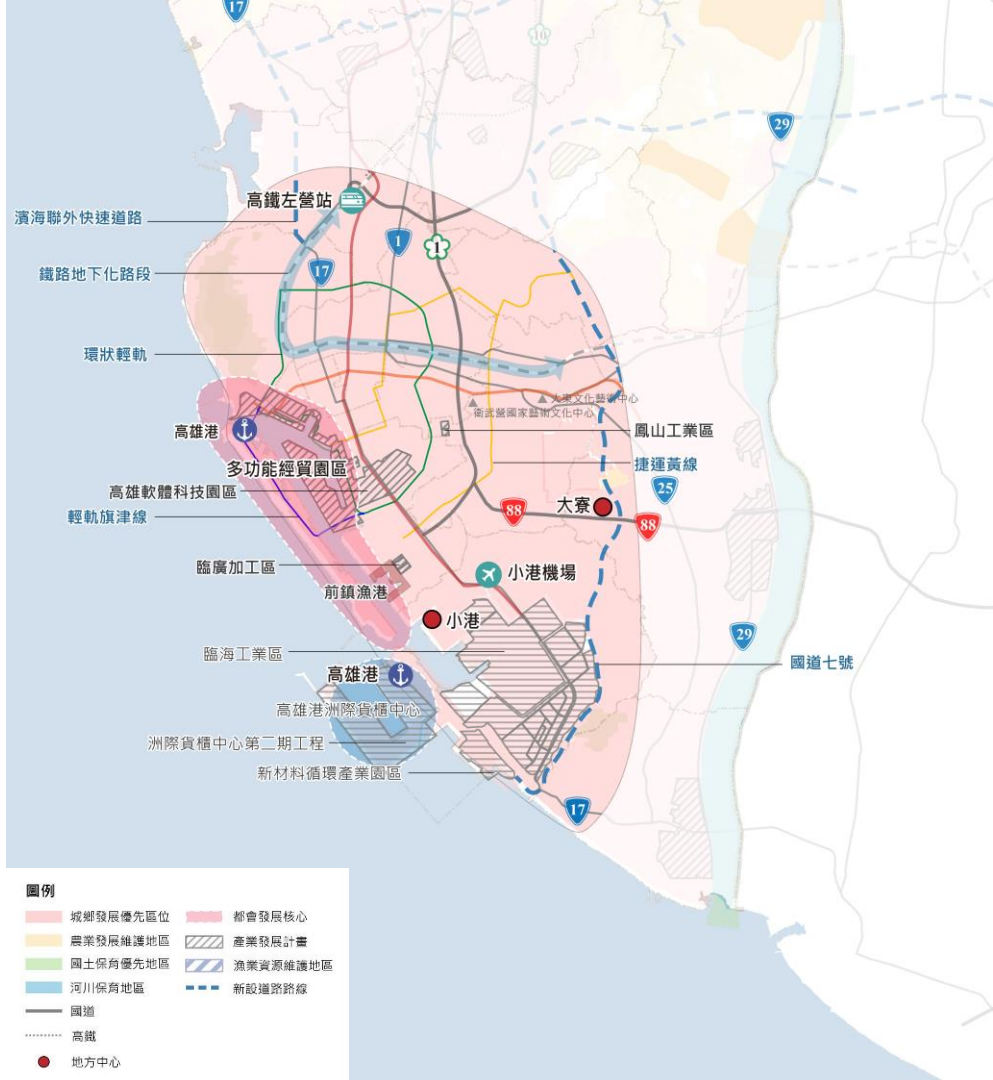 17
10
29
高鐵左營站
濱海聯外快速道路
1
1
17
鐵路地下化路段
環狀輕軌
大東文化藝術中心
衛武營國家藝術文化中心
高雄港
鳳山工業區
多功能經貿園區
捷運黃線
高雄軟體科技園區
25
大寮
輕軌旗津線
88
88
臨廣加工區
小港機場
前鎮漁港
小港
29
臨海工業區
國道七號
高雄港
高雄港洲際貨櫃中心
洲際貨櫃中心第二期工程
新材料循環產業園區
17
圖例
城鄉發展優先區位
都會發展核心
農業發展維護地區
產業發展計畫
國土保育優先地區
漁業資源維護地區
河川保育地區
新設道路路線
國道
高鐵
地方中心